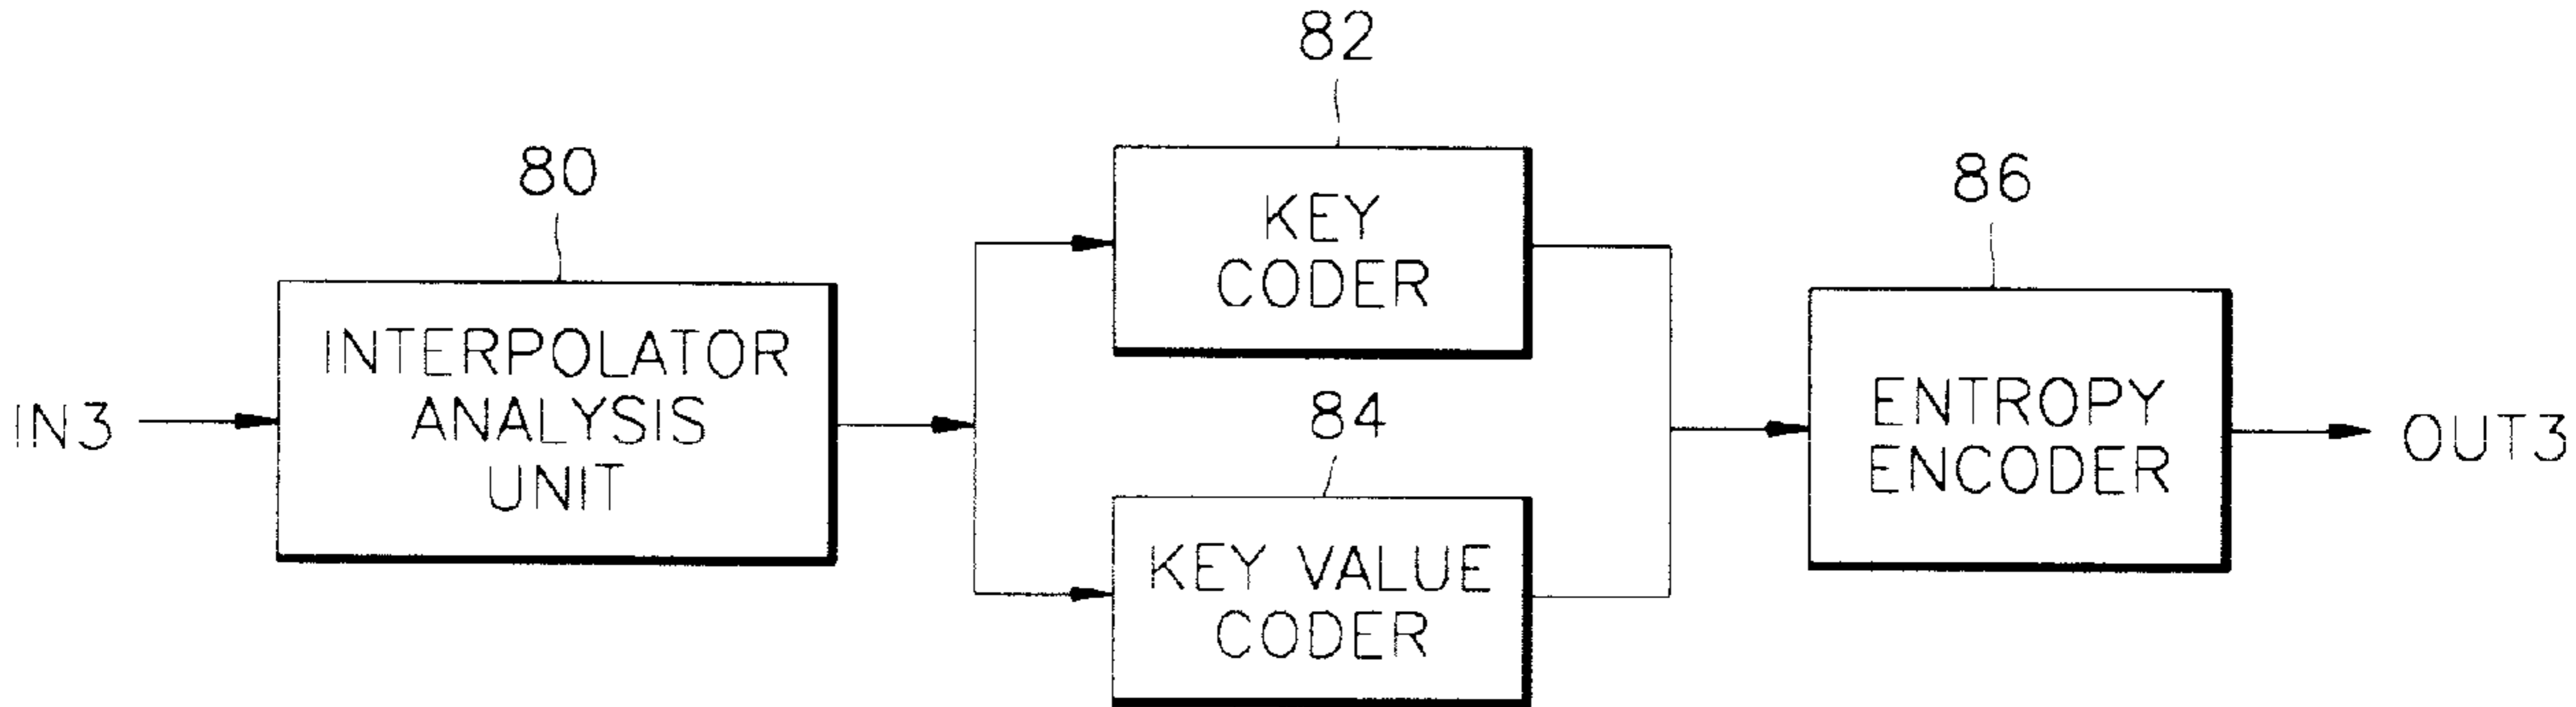 82
80
KEY
CODER
86
INTERPOLATOR
ANALYSIS
UNIT
IN3
84
KEY VALUE
CODER
ENTROPY
ENCODER
OUT3